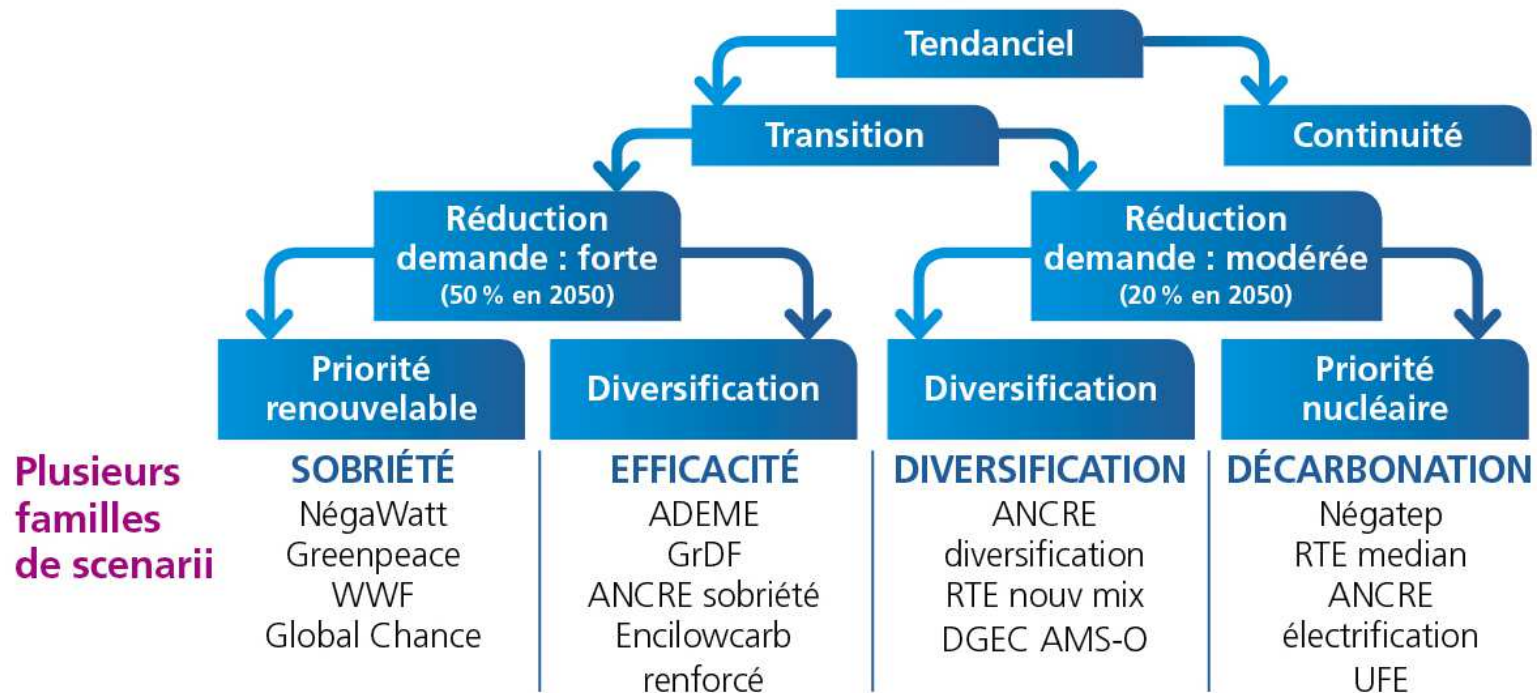 Tendanciel
Transition
Continuité
Réduction
demande : forte
(50 % en 2050)
Réduction
demande : modérée
(20 % en 2050)
Priorité
renouvelable
Diversification
Diversification
Priorité
nucléaire
Plusieurs
familles
de scenarii
SOBRIÉTÉ
NégaWatt
Greenpeace
WWF
Global Chance
EFFICACITÉ
ADEME
GrDF
ANCRE sobriété
Encilowcarb
renforcé
DIVERSIFICATION
ANCRE
diversification
RTE nouv mix
DGEC AMS-O
DÉCARBONATION
Négatep
RTE median
ANCRE
électrification
UFE